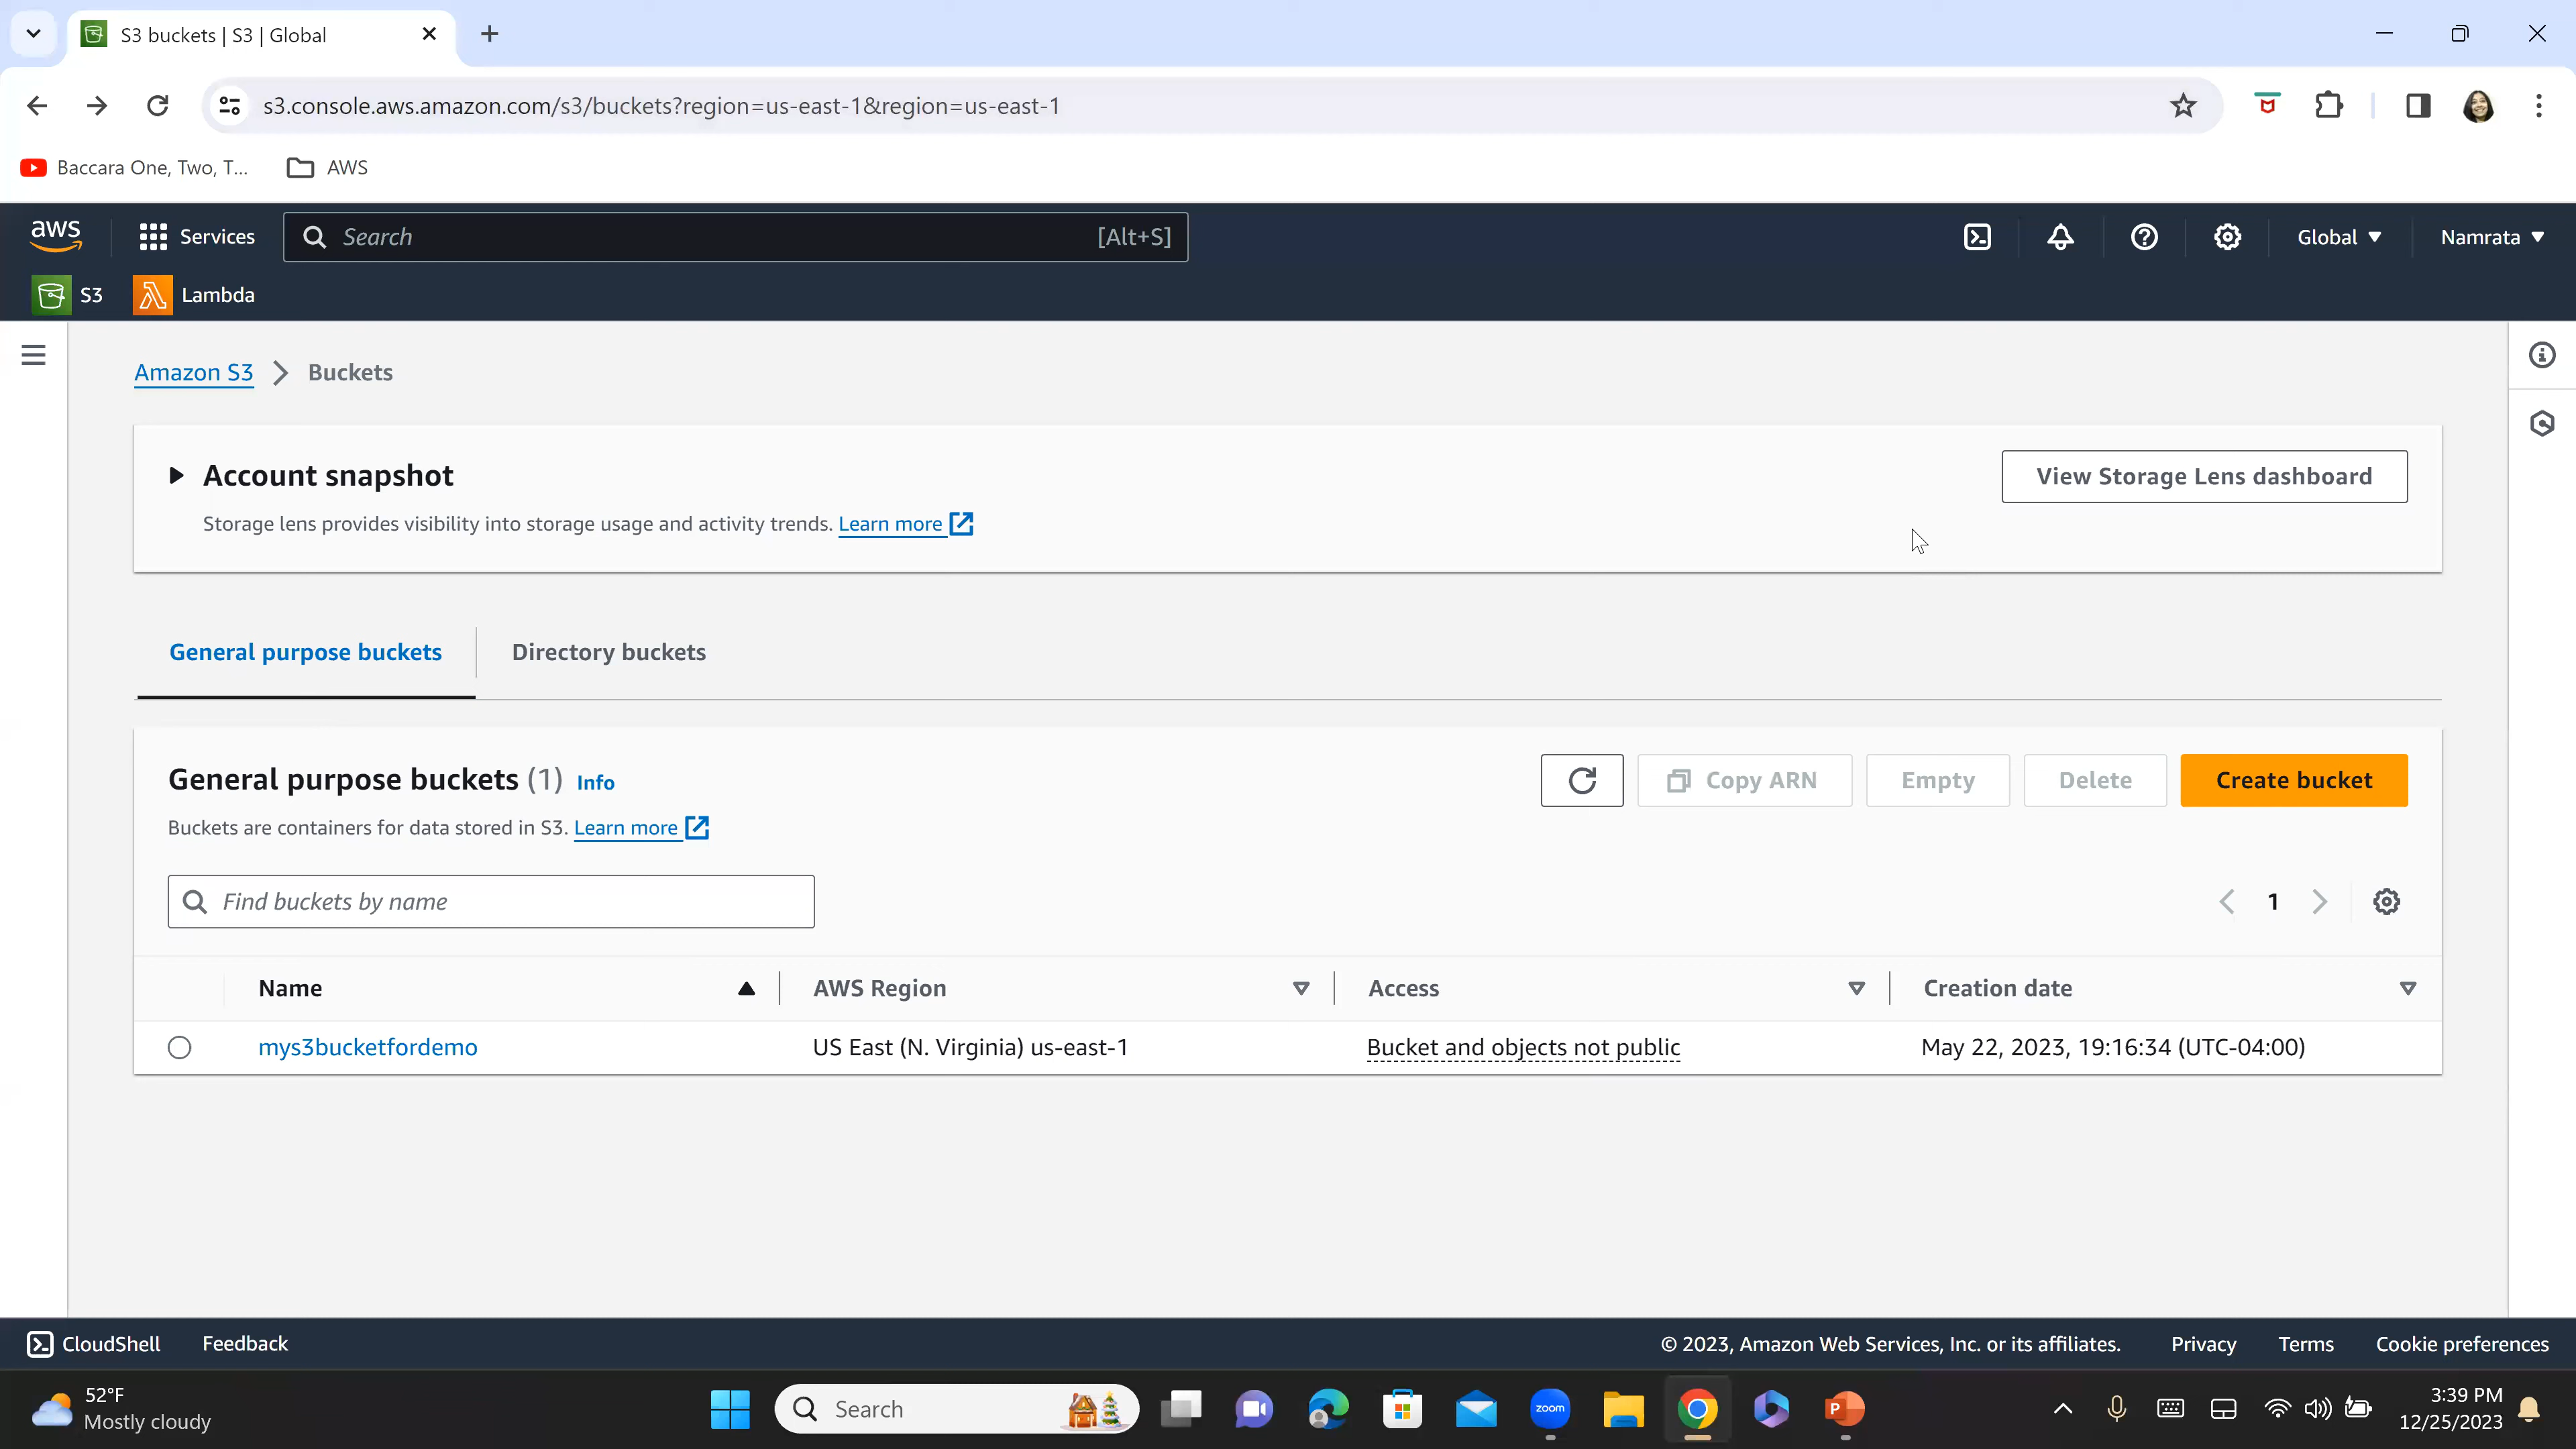 S3 buckets | S3 | Global
s3.console.aws.amazon.com/s3/buckets?region=us-east-1&region=us-east-1
Baccara One, Two, T... AWS
aws Services Search [Alt+S] Global Namrata
S3 Lambda
Amazon S3 Buckets
Account snapshot View Storage Lens dashboard
Storage lens provides visibility into storage usage and activity trends. Learn more
General purpose buckets Directory buckets
General purpose buckets (1) Info Copy ARN Empty Delete Create bucket
Buckets are containers for data stored in S3. Learn more
Find buckets by name 1
Name AWS Region Access Creation date
mys3bucketfordemo US East (N. Virginia) us-east-1 Bucket and objects not public May 22, 2023, 19:16:34 (UTC-04:00)
CloudShell Feedback © 2023, Amazon Web Services, Inc. or its affiliates. Privacy Terms Cookie preferences
52°F
Mostly cloudy
Search
zoom
P
3:39 PM
12/25/2023